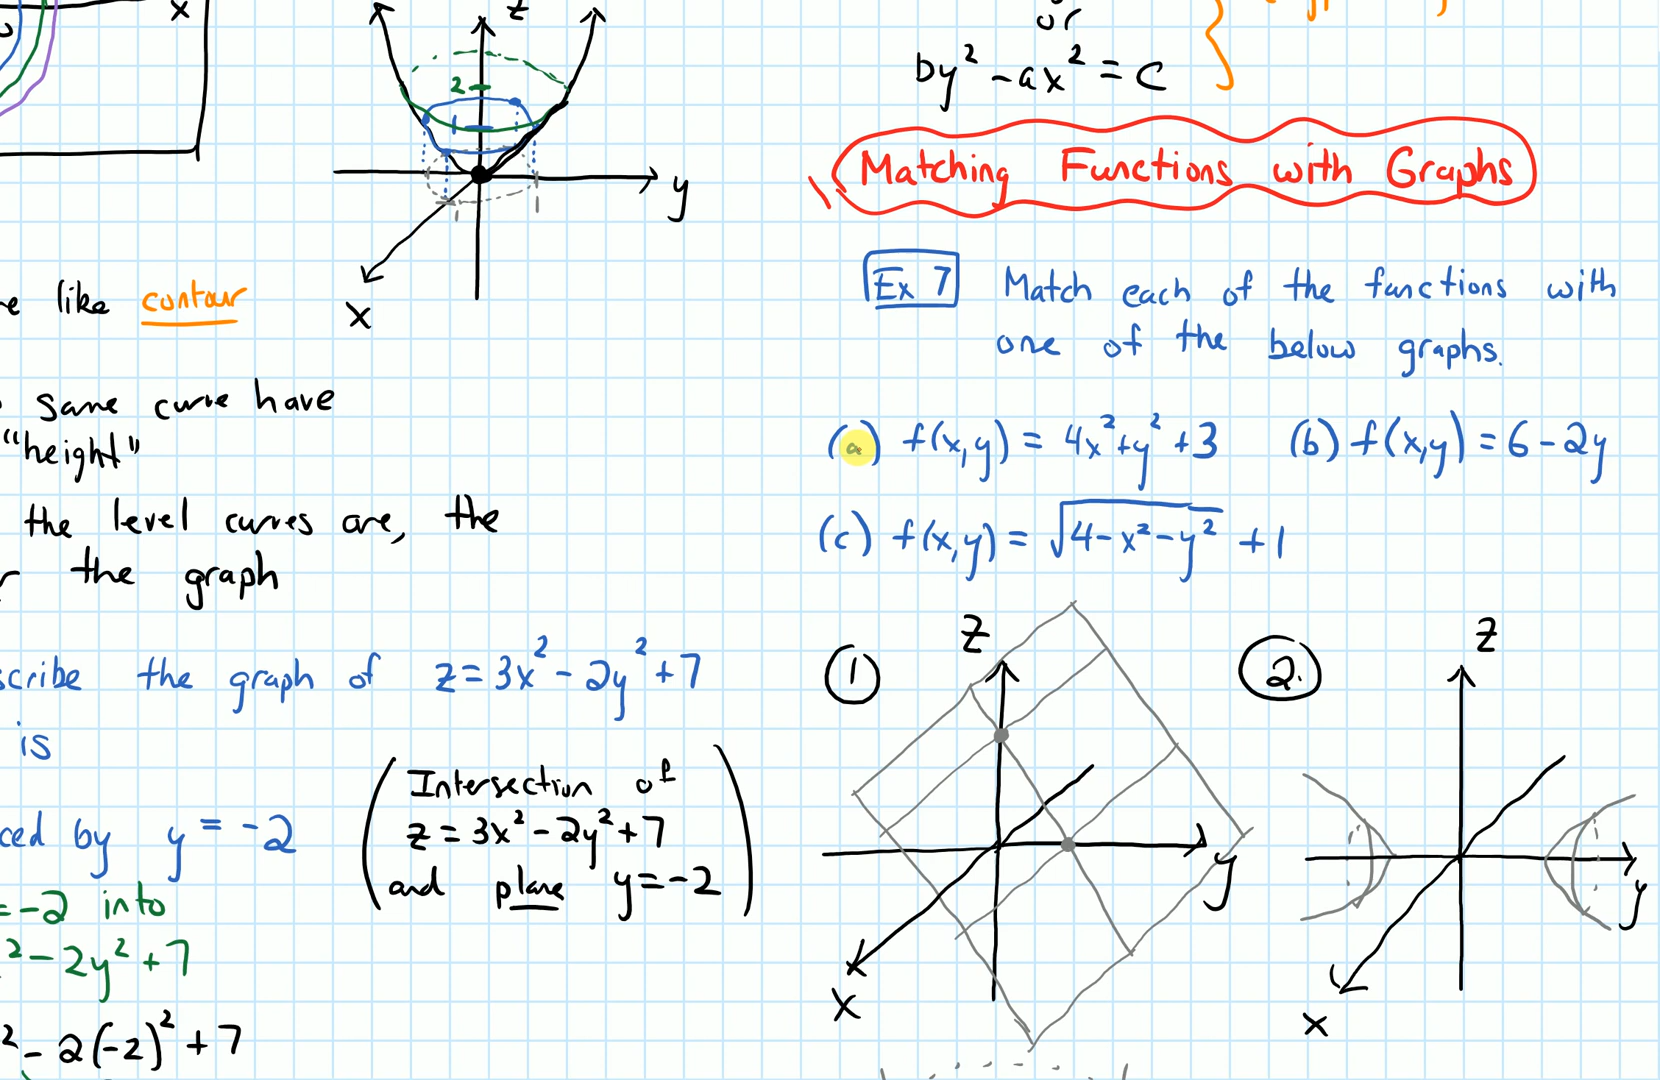 x
z
2
1
y
x
like contour
same curve have
"height"
the level curves are, the
the graph
the graph of z = 3x² - 2y² + 7
is
by y = -2
= -2 into
² - 2y² + 7
² - 2(-2)² + 7
(Intersection of
z = 3x² - 2y² + 7
and plane y = -2)
or
by² - ax² = C
Matching Functions with Graphs
Ex 7 Match each of the functions with
one of the below graphs.
(a) f(x,y) = 4x² + y² + 3 (b) f(x,y) = 6 - 2y
(c) f(x,y) = √(4 - x² - y²) + 1
① z
y
x
② z
y
x